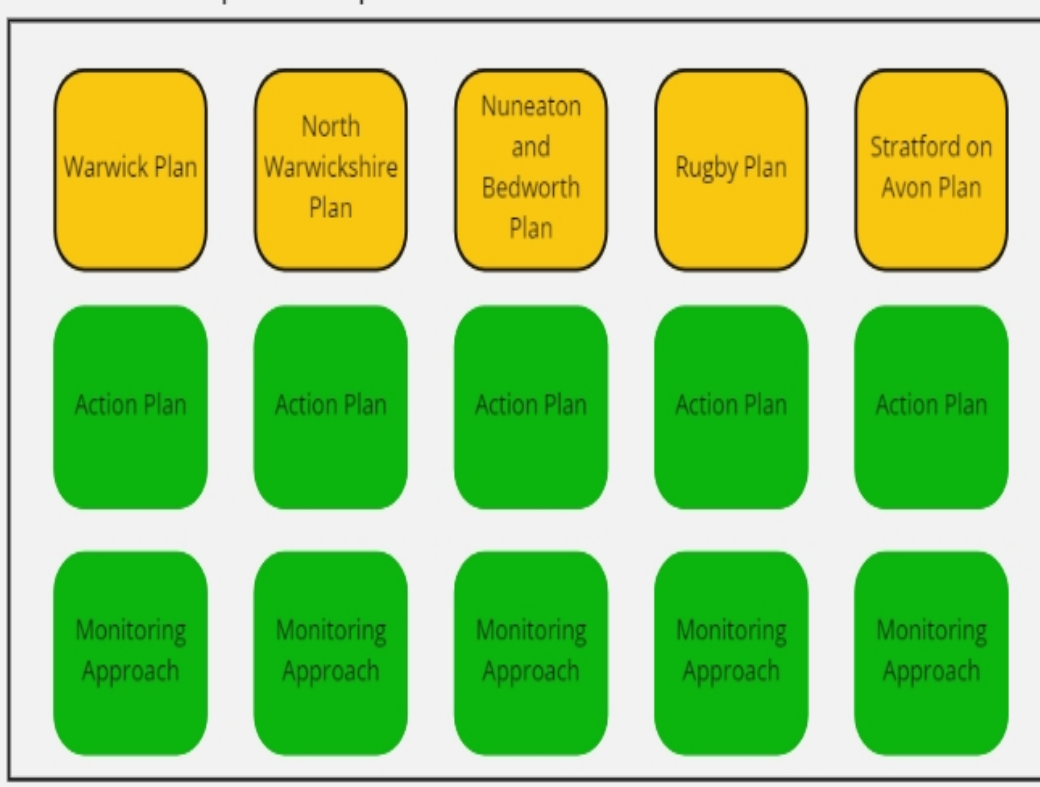 Warwick Plan
North
Warwickshire
Plan
Nuneaton
and
Bedworth
Plan
Rugby Plan
Stratford on
Avon Plan
Action Plan
Action Plan
Action Plan
Action Plan
Action Plan
Monitoring
Approach
Monitoring
Approach
Monitoring
Approach
Monitoring
Approach
Monitoring
Approach